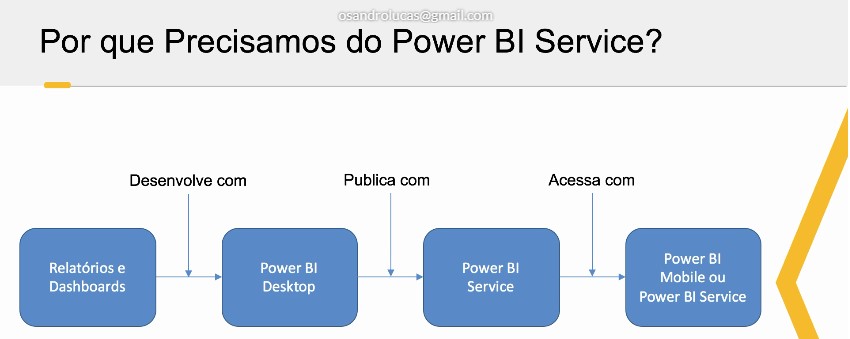 osandrolucas@gmail.com
Por que Precisamos do Power BI Service?
Desenvolve com
Publica com
Acessa com
Relatórios e
Dashboards
Power BI
Desktop
Power BI
Service
Power BI
Mobile ou
Power BI Service